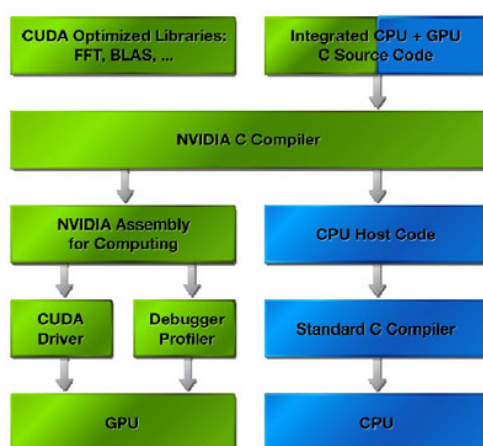 CUDA Optimized Libraries:
FFT, BLAS, ...
Integrated CPU + GPU
C Source Code
NVIDIA C Compiler
NVIDIA Assembly
for Computing
CPU Host Code
CUDA
Driver
Debugger
Profiler
Standard C Compiler
GPU
CPU